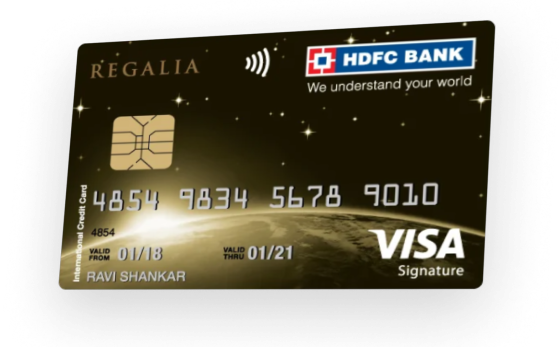 REGALIA
HDFC BANK
We understand your world
International Credit Card
4854 9834 5678 9010
4854
VALID FROM 01/18 VALID THRU 01/21
RAVI SHANKAR
VISA
Signature